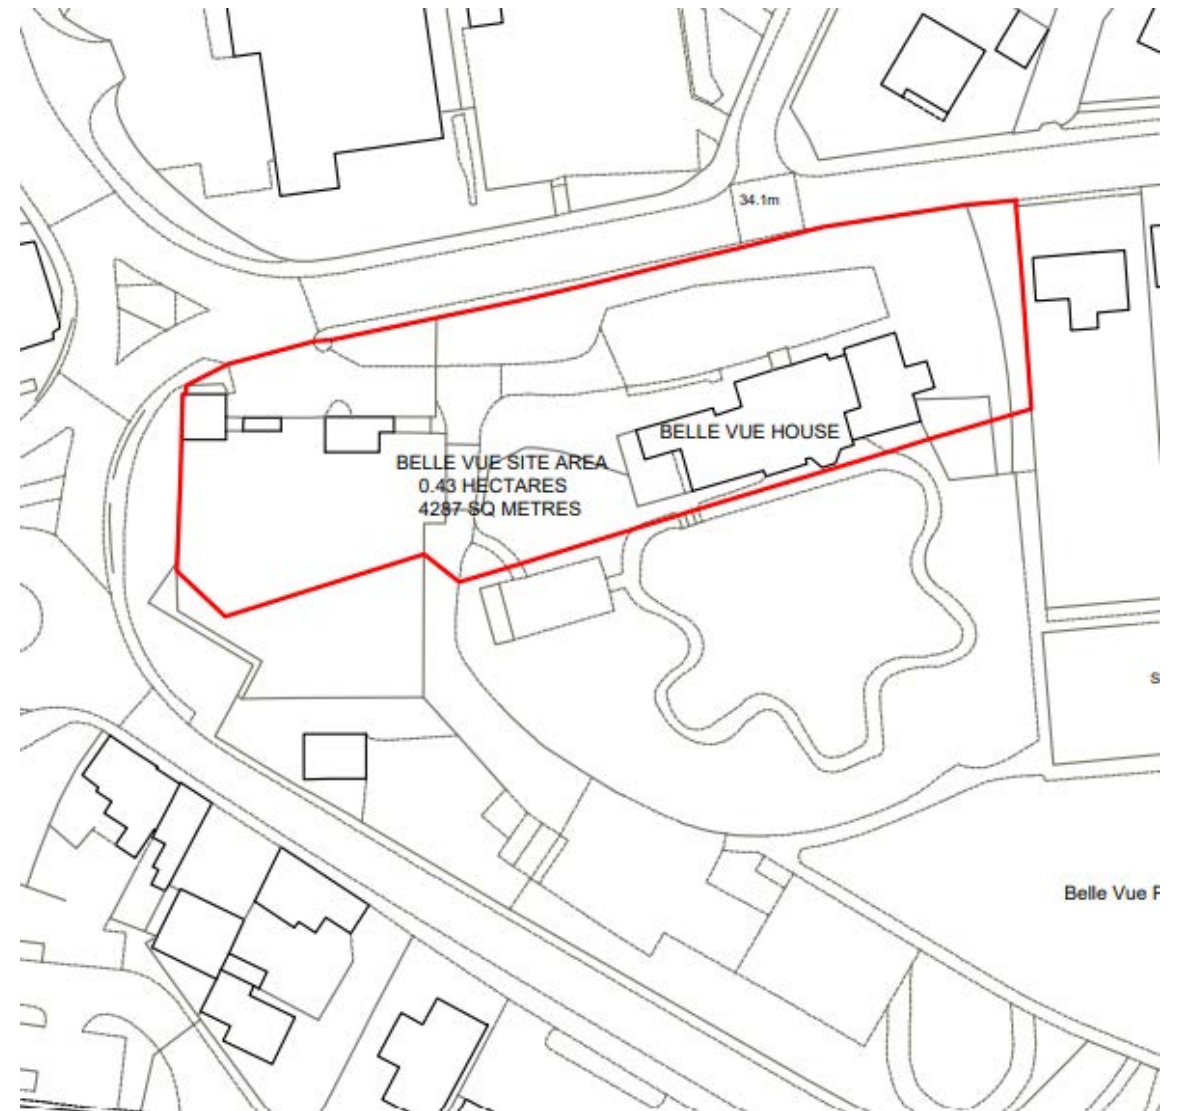 34.1m
BELLE VUE HOUSE
BELLE VUE SITE AREA
0.43 HECTARES
4287 SQ METRES
S
Belle Vue